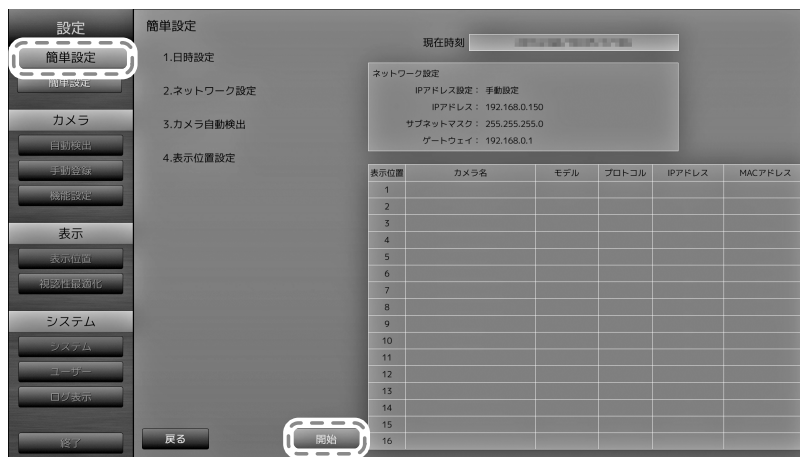 設定
簡単設定
簡単設定
カメラ
自動検出
手動登録
機能設定
表示
表示位置
視認性最適化
システム
システム
ユーザー
ログ表示
終了
簡単設定
1.日時設定
2.ネットワーク設定
3.カメラ自動検出
4.表示位置設定
戻る
開始
現在時刻
ネットワーク設定
IPアドレス設定： 手動設定
IPアドレス： 192.168.0.150
サブネットマスク： 255.255.255.0
ゲートウェイ： 192.168.0.1
表示位置 カメラ名 モデル プロトコル IPアドレス MACアドレス
1
2
3
4
5
6
7
8
9
10
11
12
13
14
15
16